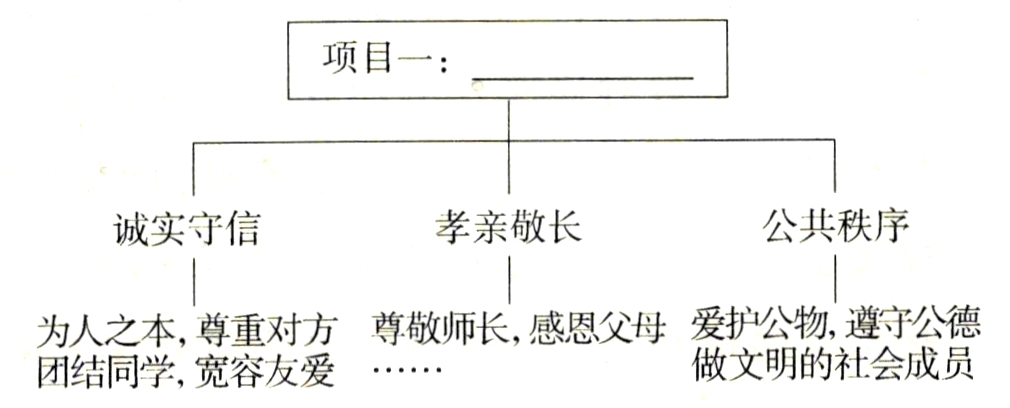 项目一：
诚实守信
孝亲敬长
公共秩序
为人之本，尊重对方
团结同学，宽容友爱
尊敬师长，感恩父母
……
爱护公物，遵守公德
做文明的社会成员